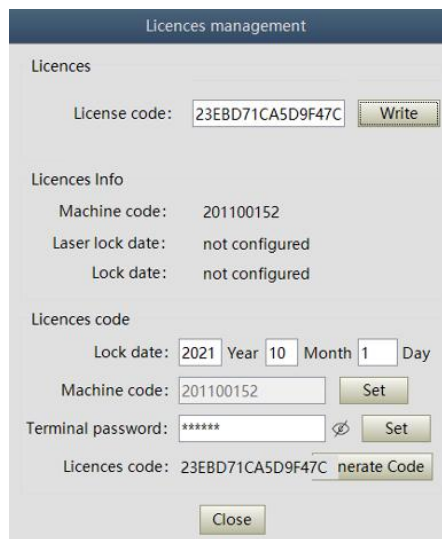 Licences management
Licences
License code: 23EBD71CA5D9F47C Write
Licences Info
Machine code: 201100152
Laser lock date: not configured
Lock date: not configured
Licences code
Lock date: 2021 Year 10 Month 1 Day
Machine code: 201100152 Set
Terminal password: ****** Set
Licences code: 23EBD71CA5D9F47C nerate Code
Close